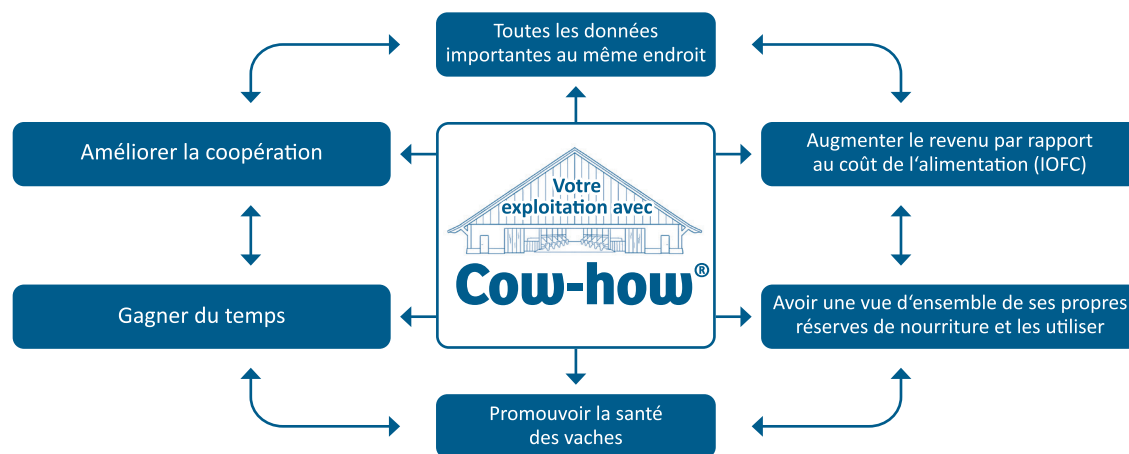 Toutes les données
importantes au même endroit
Améliorer la coopération
Augmenter le revenu par rapport
au coût de l‘alimentation (IOFC)
Votre
exploitation avec
Cow-how®
Gagner du temps
Avoir une vue d‘ensemble de ses propres
réserves de nourriture et les utiliser
Promouvoir la santé
des vaches